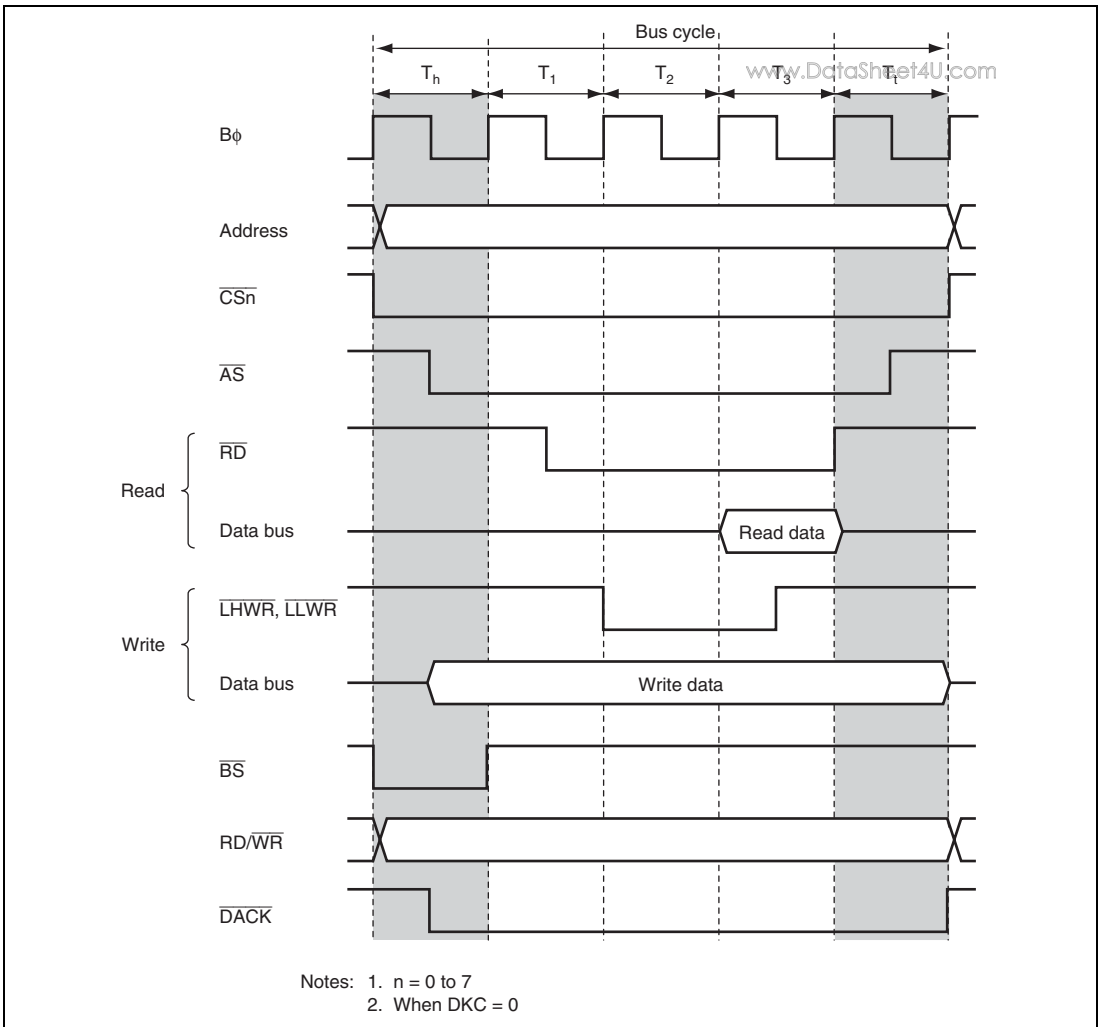 Bus cycle
www.DataSheet4U.com
Th T1 T2 T3 Tt
Bϕ
Address
CSn
AS
RD
Read
Data bus
Read data
LHWR, LLWR
Write
Data bus
Write data
BS
RD/WR
DACK
Notes: 1. n = 0 to 7
2. When DKC = 0